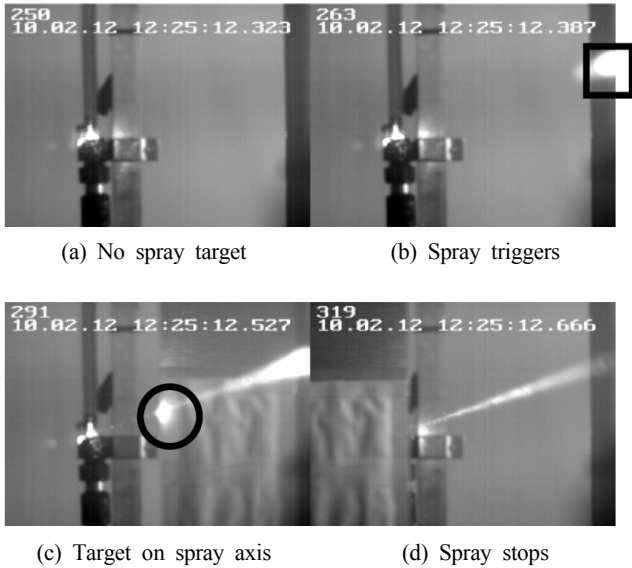 250
10.02.12 12:25:12.323
263
10.02.12 12:25:12.387
(a) No spray target
(b) Spray triggers
291
10.02.12 12:25:12.527
319
10.02.12 12:25:12.666
(c) Target on spray axis
(d) Spray stops